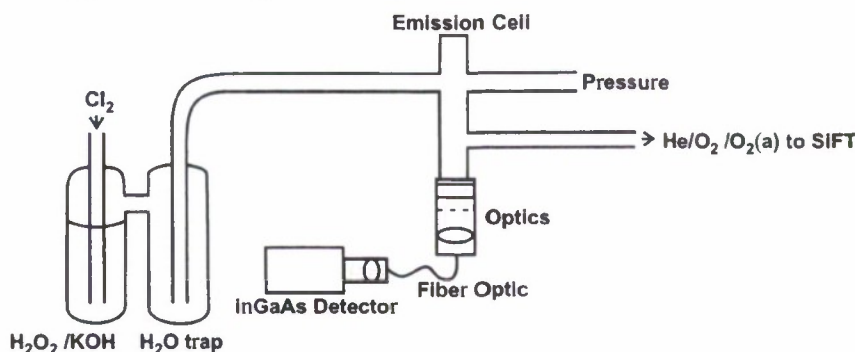 Emission Cell
Pressure
Cl₂
He/O₂ /O₂(a) to SIFT
Optics
Fiber Optic
inGaAs Detector
H₂O₂ /KOH H₂O trap